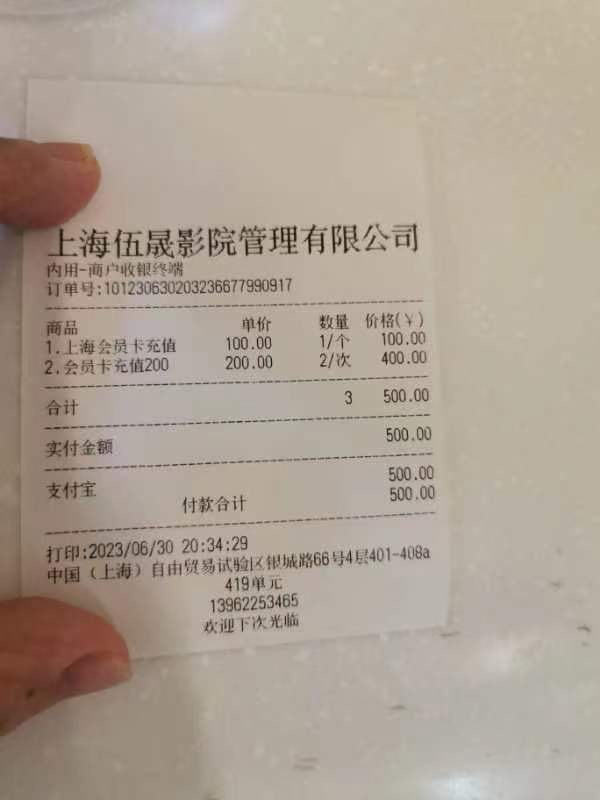 上海伍晟影院管理有限公司
内用-商户收银终端
订单号:101230630203236677990917
商品 单价 数量 价格(￥)
1.上海会员卡充值 100.00 1/个 100.00
2.会员卡充值200 200.00 2/次 400.00
合计 3 500.00
实付金额 500.00
支付宝 500.00
付款合计 500.00
打印:2023/06/30 20:34:29
中国（上海）自由贸易试验区银城路66号4层401-408a
419单元
13962253465
欢迎下次光临